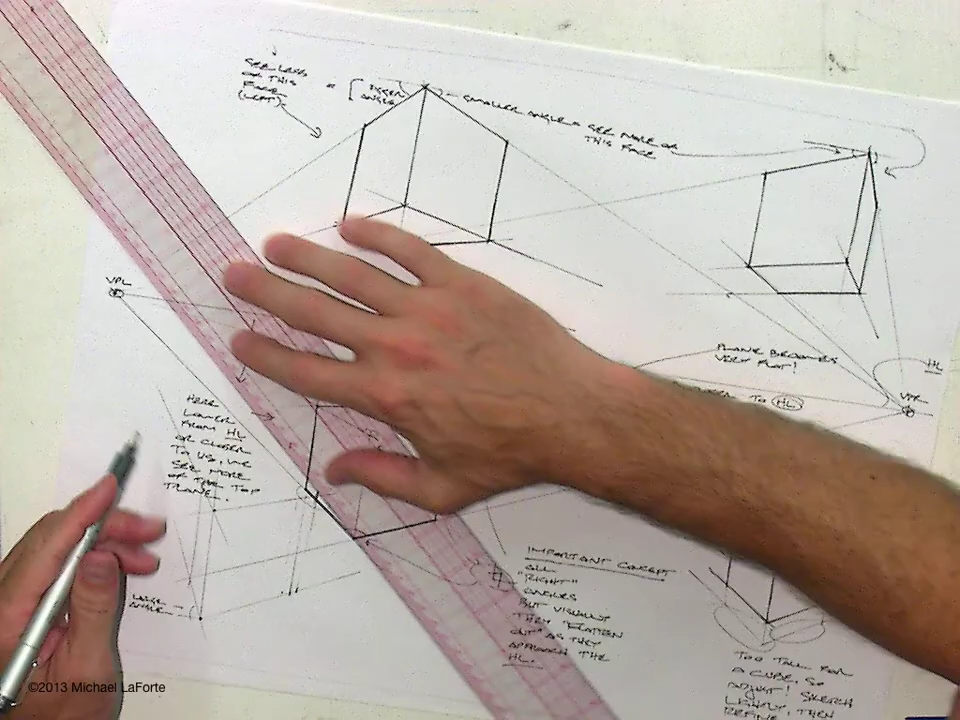 SEE LESS
OF THIS
FACE
(LEFT)
=
ANGLE
SMALLER ANGLE = SEE MORE OF
THIS FACE
VPL
PLANE BECOMES
VERY FLAT!
HL
TO HL
VPR
HERE
LOWER
FROM HL
OR CLOSER
TO US, WE
SEE MORE
OF THE TOP
PLANE.
LARGE
ANGLE
IMPORTANT CONCEPT
ALL
"RIGHT"
ANGLES
BUT VISUALLY
THEY "FLATTEN
OUT" AS THEY
APPROACH THE
HL.
TOO TALL FOR
A CUBE, SO
ADJUST! SKETCH
LIGHTLY, THEN
REFINE
©2013 Michael LaForte